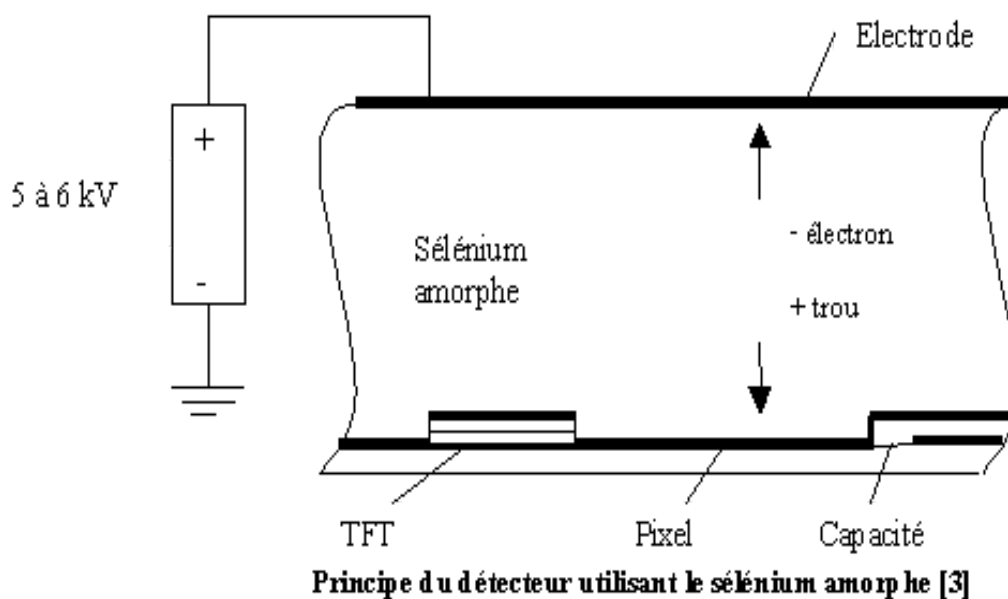 Electrode
+
5 à 6 kV
- électron
Sélénium
amorphe
-
+ trou
TFT
Pixel
Capacité
Principe du détecteur utilisant le sélénium amorphe [3]